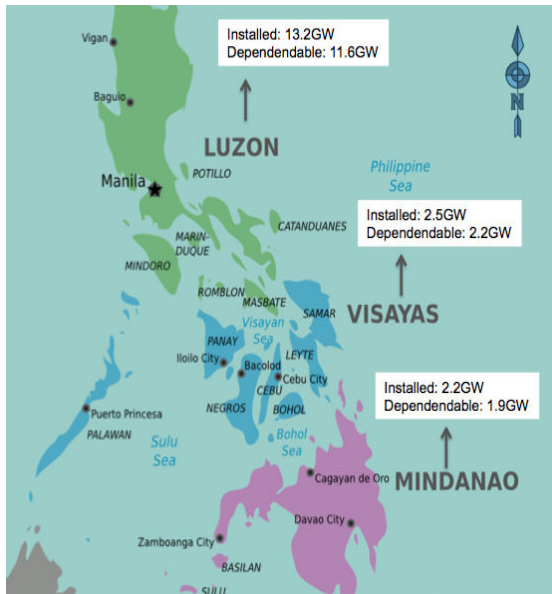 Vigan
Installed: 13.2GW
Dependendable: 11.6GW
N
Baguio
LUZON
POTILLO
Manila
Philippine
Sea
Installed: 2.5GW
Dependendable: 2.2GW
CATANDUANES
MARIN-
DUQUE
MINDORO
ROMBLON
MASBATE
SAMAR
VISAYAS
Visayan
Sea
PANAY
LEYTE
Iloilo City
Bacolod
Cebu City
CEBU
Installed: 2.2GW
Dependendable: 1.9GW
NEGROS
BOHOL
Puerto Princesa
PALAWAN
Sulu
Sea
Bohol
Sea
Cagayan de Oro
MINDANAO
Davao City
Zamboanga City
BASILAN
SULU